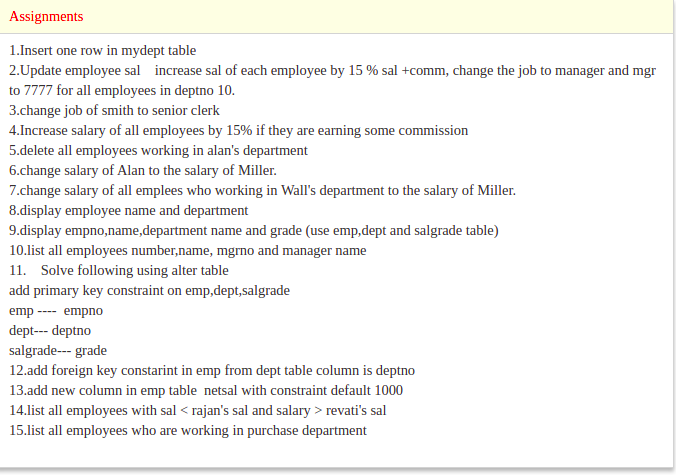 Assignments
1.Insert one row in mydept table
2.Update employee sal    increase sal of each employee by 15 % sal +comm, change the job to manager and mgr
to 7777 for all employees in deptno 10.
3.change job of smith to senior clerk
4.Increase salary of all employees by 15% if they are earning some commission
5.delete all employees working in alan's department
6.change salary of Alan to the salary of Miller.
7.change salary of all emplees who working in Wall's department to the salary of Miller.
8.display employee name and department
9.display empno,name,department name and grade (use emp,dept and salgrade table)
10.list all employees number,name, mgrno and manager name
11.    Solve following using alter table
add primary key constraint on emp,dept,salgrade
emp ----  empno
dept--- deptno
salgrade--- grade
12.add foreign key constarint in emp from dept table column is deptno
13.add new column in emp table  netsal with constraint default 1000
14.list all employees with sal < rajan's sal and salary > revati's sal
15.list all employees who are working in purchase department